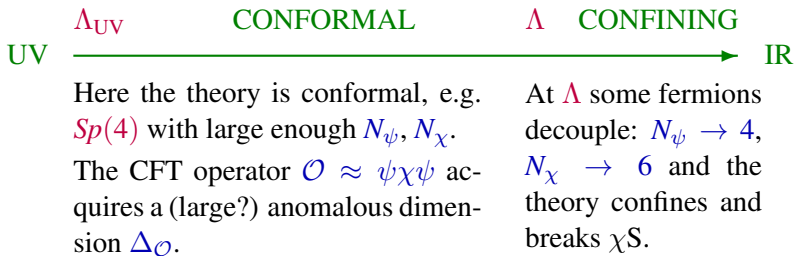 Λ_UV CONFORMAL Λ CONFINING
UV IR
Here the theory is conformal, e.g.
Sp(4) with large enough N_ψ, N_χ.
The CFT operator 𝒪 ≈ ψχψ ac-
quires a (large?) anomalous dimen-
sion Δ_𝒪.
At Λ some fermions
decouple: N_ψ → 4,
N_χ → 6 and the
theory confines and
breaks χS.